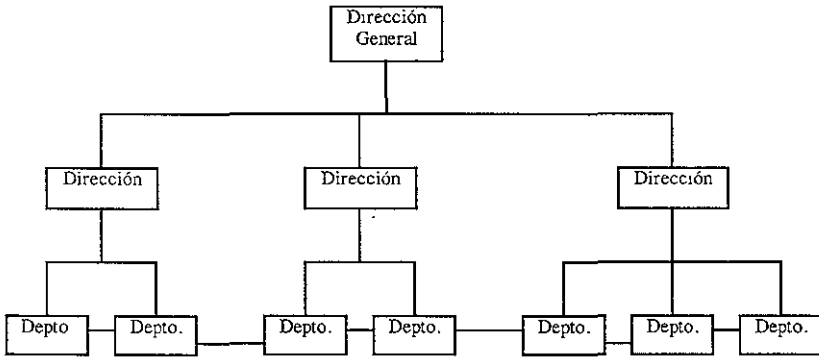 Dirección
General
Dirección
Dirección
Dirección
Depto
Depto.
Depto.
Depto.
Depto.
Depto.
Depto.